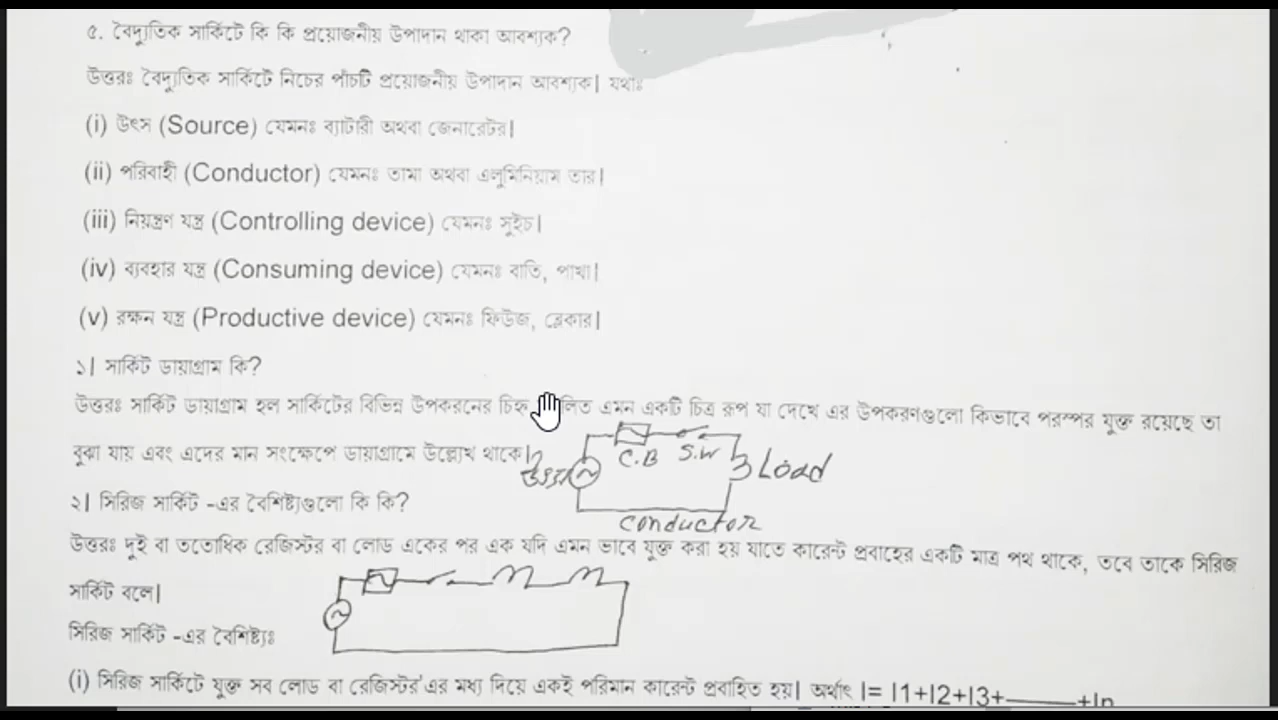 ৫. বৈদ্যুতিক সার্কিটে কি কি প্রয়োজনীয় উপাদান থাকা আবশ্যক?
উত্তরঃ বৈদ্যুতিক সার্কিটে নিচের পাঁচটি প্রয়োজনীয় উপাদান আবশ্যক| যথাঃ
(i) উৎস (Source) যেমনঃ ব্যাটারী অথবা জেনারেটর|
(ii) পরিবাহী (Conductor) যেমনঃ তামা অথবা এলুমিনিয়াম তার|
(iii) নিয়ন্ত্রণ যন্ত্র (Controlling device) যেমনঃ সুইচ|
(iv) ব্যবহার যন্ত্র (Consuming device) যেমনঃ বাতি, পাখা|
(v) রক্ষন যন্ত্র (Productive device) যেমনঃ ফিউজ, ব্রেকার|
১| সার্কিট ডায়াগ্রাম কি?
উত্তরঃ সার্কিট ডায়াগ্রাম হল সার্কিটের বিভিন্ন উপকরনের চিহ্ন এমন একটি চিত্র রূপ যা দেখে এর উপকরণগুলো কিভাবে পরস্পর যুক্ত রয়েছে তা
বুঝা যায় এবং এদের মান সংক্ষেপে ডায়াগ্রামে উল্লেখ থাকে|
C.B S.W Load
conductor
২| সিরিজ সার্কিট -এর বৈশিষ্ট্যগুলো কি কি?
উত্তরঃ দুই বা ততোধিক রেজিস্টর বা লোড একের পর এক যদি এমন ভাবে যুক্ত করা হয় যাতে কারেন্ট প্রবাহের একটি মাত্র পথ থাকে, তবে তাকে সিরিজ
সার্কিট বলে|
সিরিজ সার্কিট -এর বৈশিষ্ট্যঃ
(i) সিরিজ সার্কিটে যুক্ত সব লোড বা রেজিস্টর এর মধ্য দিয়ে একই পরিমান কারেন্ট প্রবাহিত হয়| অর্থাৎ I= I1+I2+I3+______+In